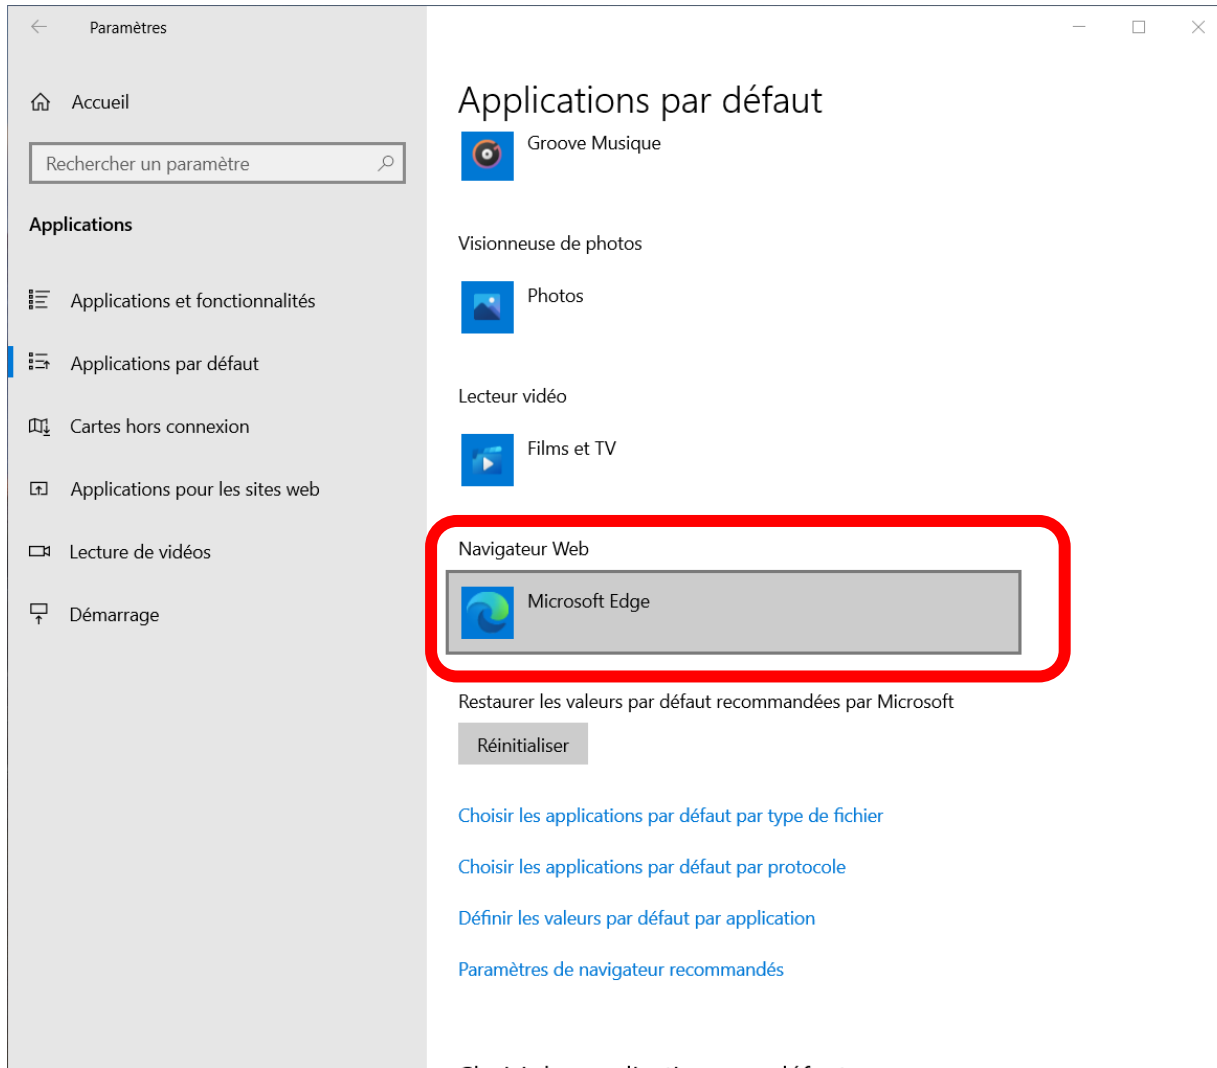 Paramètres
Accueil
Rechercher un paramètre
Applications
Applications et fonctionnalités
Applications par défaut
Cartes hors connexion
Applications pour les sites web
Lecture de vidéos
Démarrage
Applications par défaut
Groove Musique
Visionneuse de photos
Photos
Lecteur vidéo
Films et TV
Navigateur Web
Microsoft Edge
Restaurer les valeurs par défaut recommandées par Microsoft
Réinitialiser
Choisir les applications par défaut par type de fichier
Choisir les applications par défaut par protocole
Définir les valeurs par défaut par application
Paramètres de navigateur recommandés